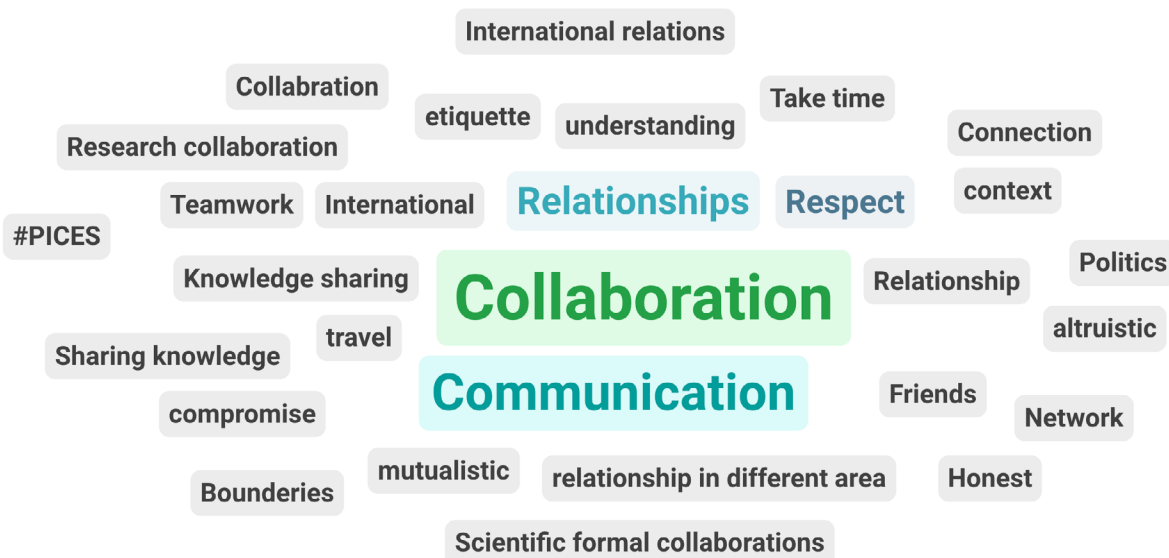 International relations
Collabration
Take time
etiquette
understanding
Connection
Research collaboration
context
Teamwork
International
Relationships
Respect
#PICES
Politics
Knowledge sharing
Collaboration
Relationship
altruistic
travel
Sharing knowledge
Communication
Friends
compromise
Network
mutualistic
relationship in different area
Honest
Bounderies
Scientific formal collaborations